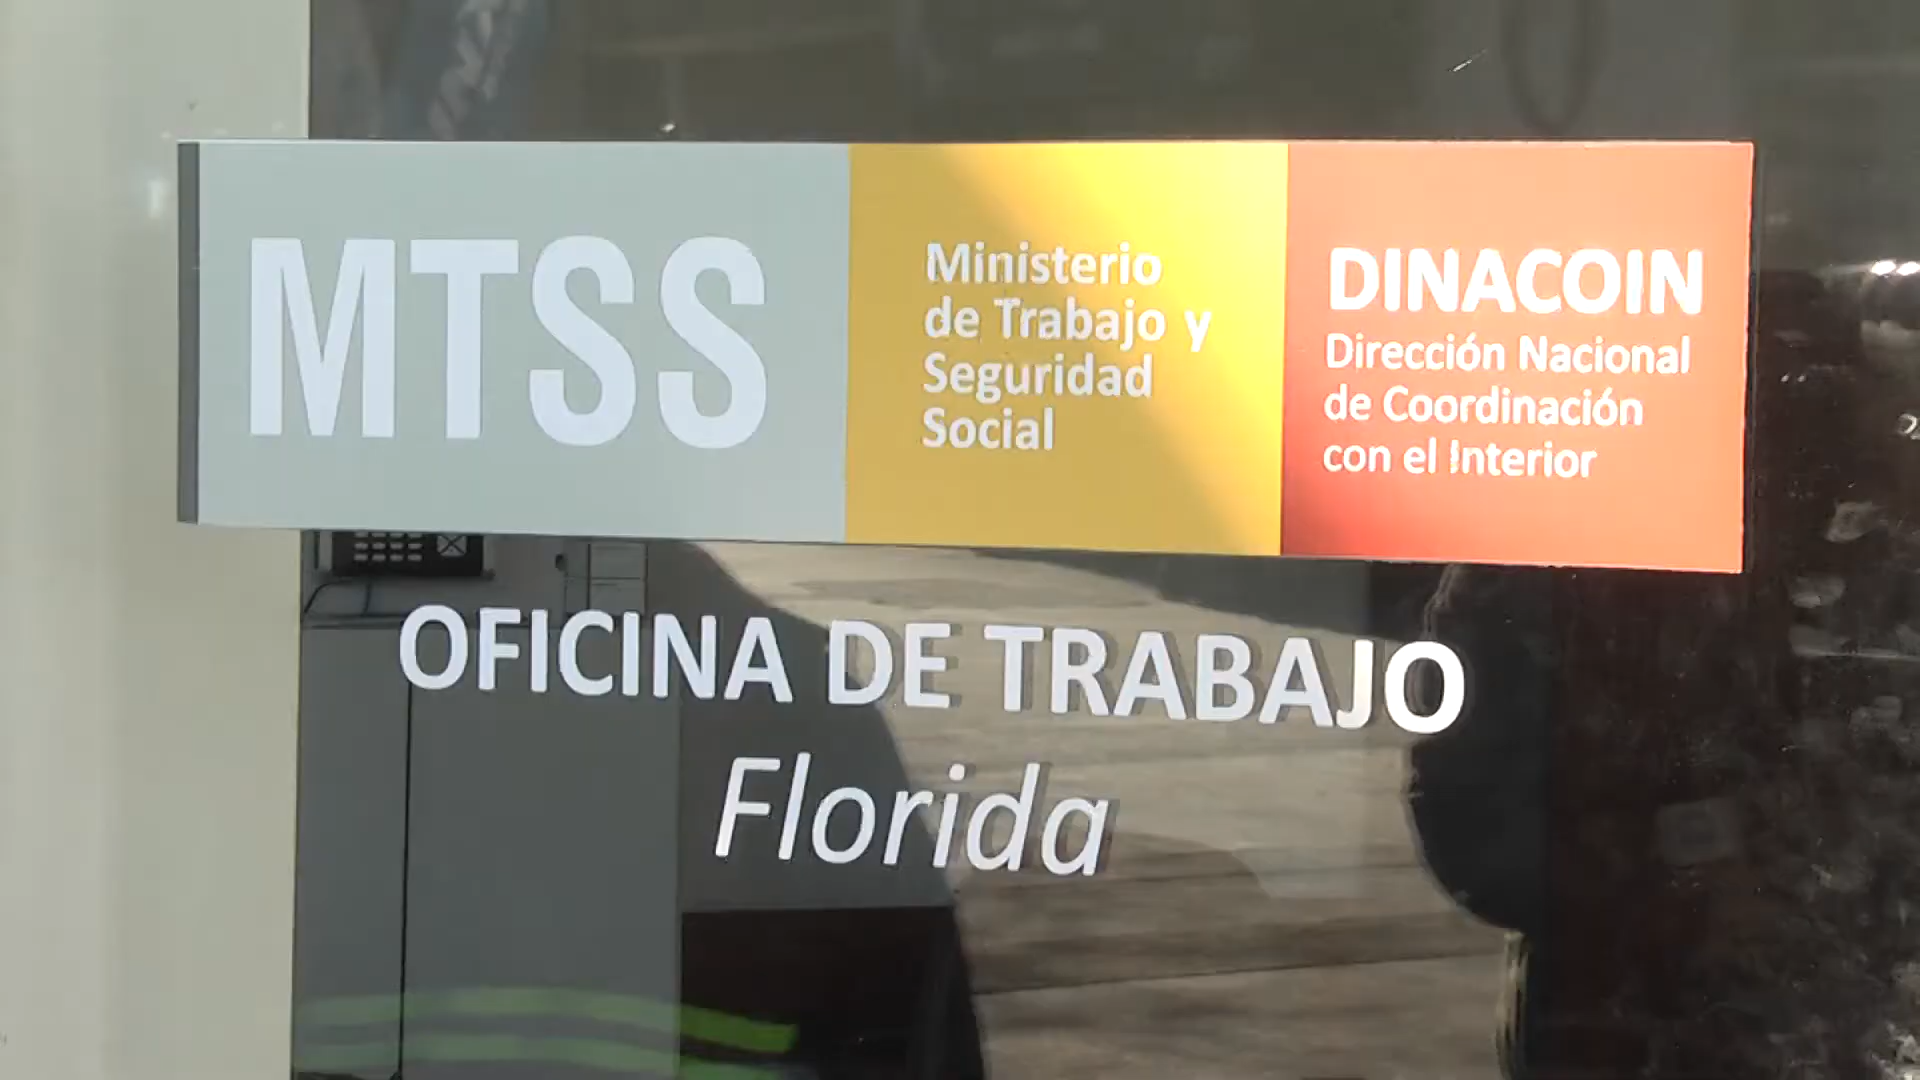 MTSS
Ministerio
de Trabajo y
Seguridad
Social
DINACOIN
Dirección Nacional
de Coordinación
con el Interior
OFICINA DE TRABAJO
Florida